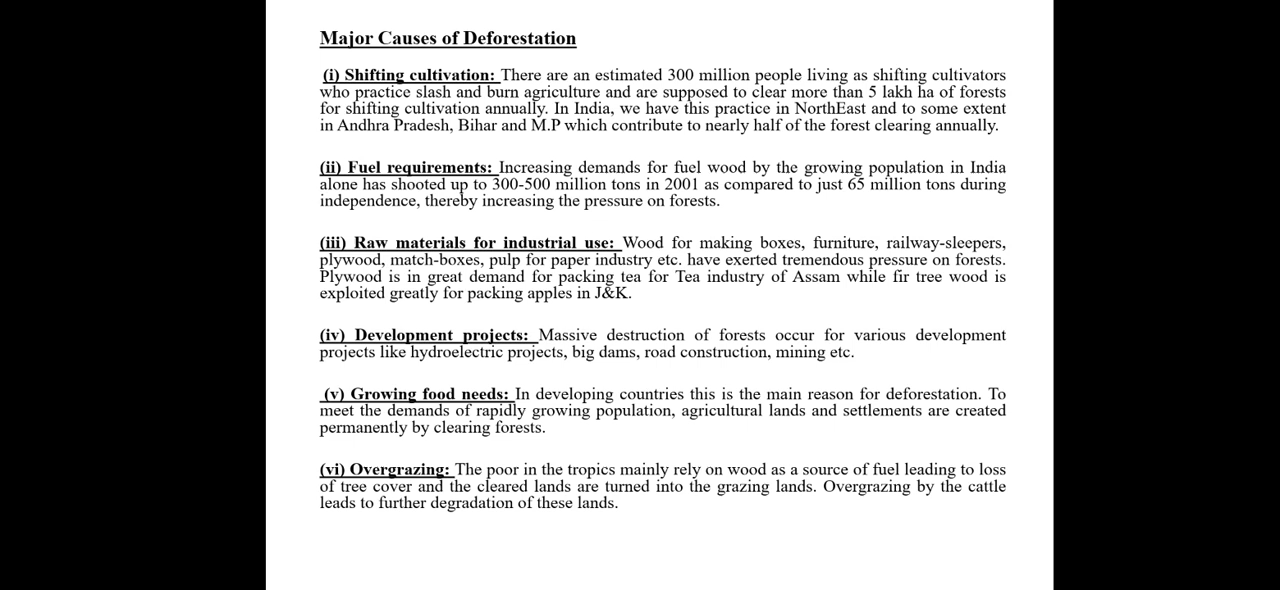 Major Causes of Deforestation
(i) Shifting cultivation: There are an estimated 300 million people living as shifting cultivators
who practice slash and burn agriculture and are supposed to clear more than 5 lakh ha of forests
for shifting cultivation annually. In India, we have this practice in NorthEast and to some extent
in Andhra Pradesh, Bihar and M.P which contribute to nearly half of the forest clearing annually.
(ii) Fuel requirements: Increasing demands for fuel wood by the growing population in India
alone has shooted up to 300-500 million tons in 2001 as compared to just 65 million tons during
independence, thereby increasing the pressure on forests.
(iii) Raw materials for industrial use: Wood for making boxes, furniture, railway-sleepers,
plywood, match-boxes, pulp for paper industry etc. have exerted tremendous pressure on forests.
Plywood is in great demand for packing tea for Tea industry of Assam while fir tree wood is
exploited greatly for packing apples in J&K.
(iv) Development projects: Massive destruction of forests occur for various development
projects like hydroelectric projects, big dams, road construction, mining etc.
(v) Growing food needs: In developing countries this is the main reason for deforestation. To
meet the demands of rapidly growing population, agricultural lands and settlements are created
permanently by clearing forests.
(vi) Overgrazing: The poor in the tropics mainly rely on wood as a source of fuel leading to loss
of tree cover and the cleared lands are turned into the grazing lands. Overgrazing by the cattle
leads to further degradation of these lands.